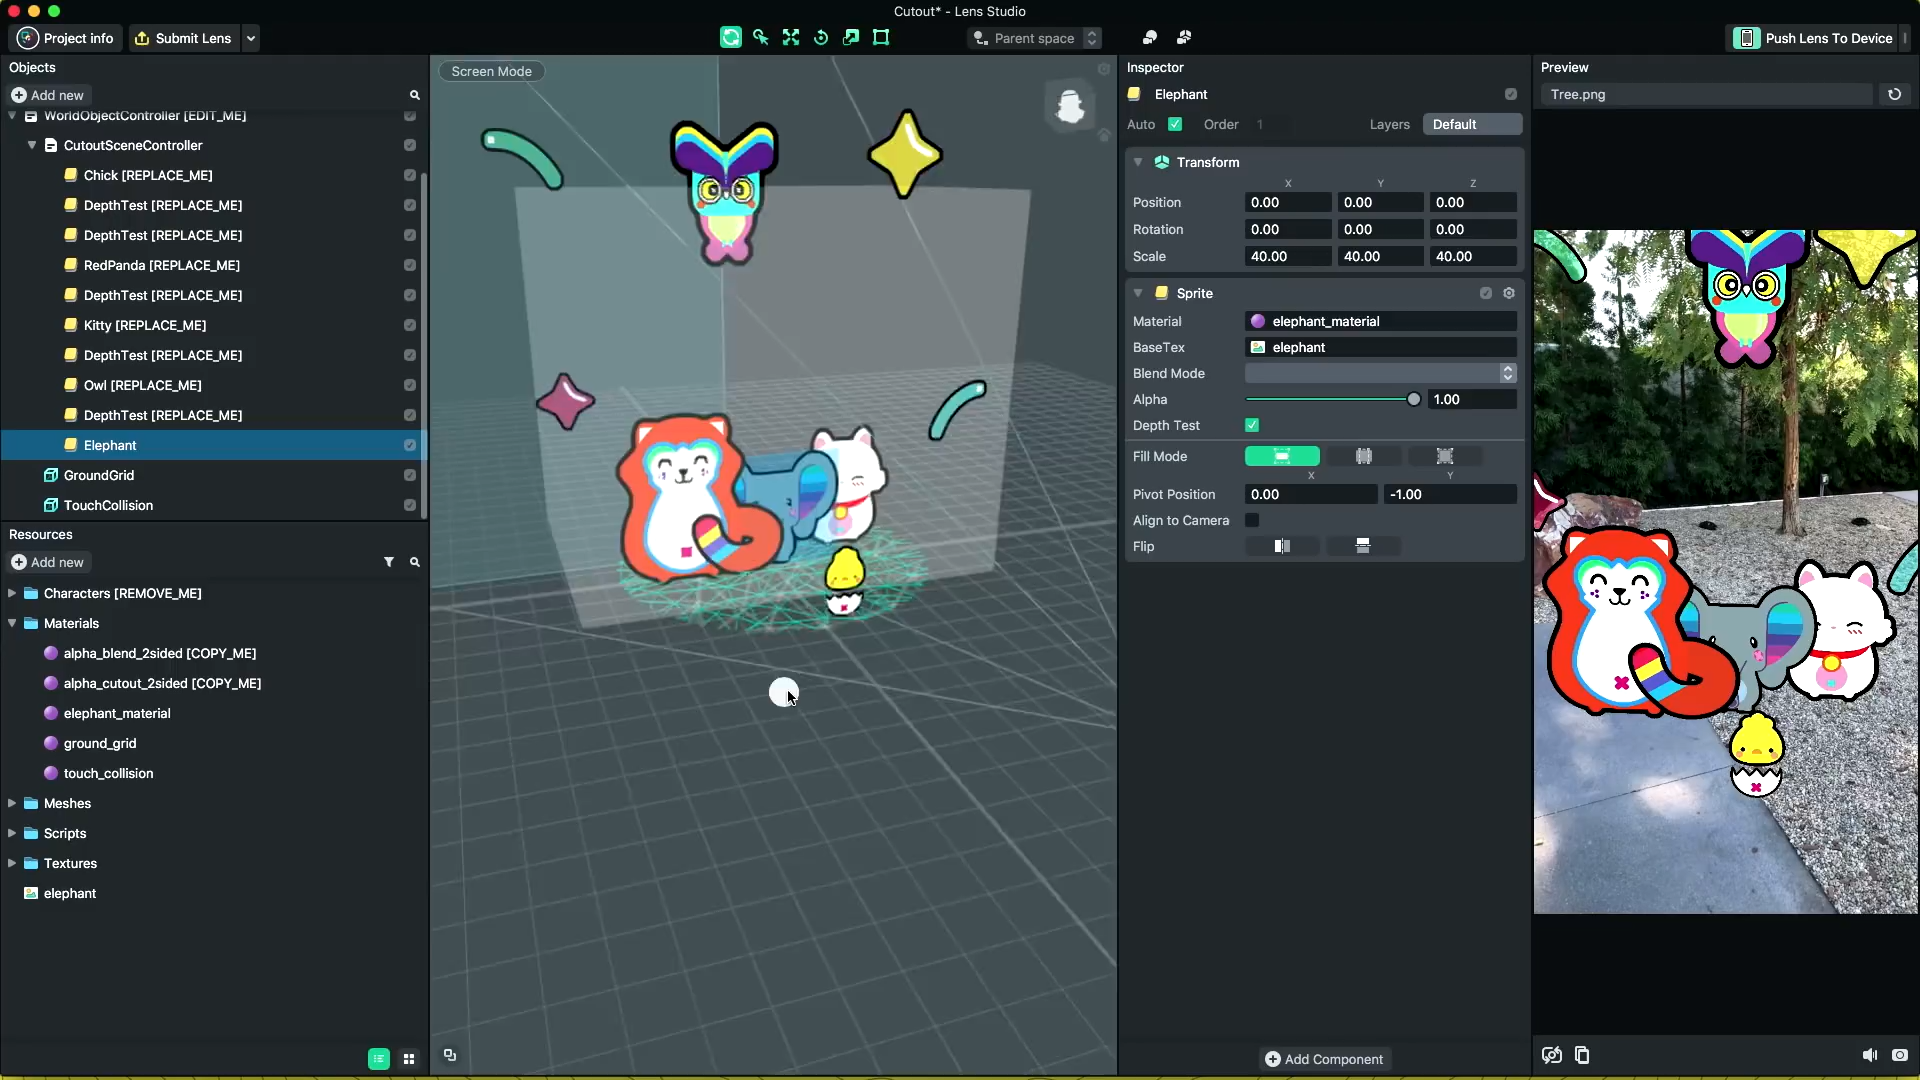 Cutout* - Lens Studio
Project info
Submit Lens
Parent space
Push Lens To Device
Objects
Add new
WorldObjectController [EDIT_ME]
CutoutSceneController
Chick [REPLACE_ME]
DepthTest [REPLACE_ME]
DepthTest [REPLACE_ME]
RedPanda [REPLACE_ME]
DepthTest [REPLACE_ME]
Kitty [REPLACE_ME]
DepthTest [REPLACE_ME]
Owl [REPLACE_ME]
DepthTest [REPLACE_ME]
Elephant
GroundGrid
TouchCollision
Resources
Add new
Characters [REMOVE_ME]
Materials
alpha_blend_2sided [COPY_ME]
alpha_cutout_2sided [COPY_ME]
elephant_material
ground_grid
touch_collision
Meshes
Scripts
Textures
elephant
Screen Mode
Inspector
Elephant
Auto Order 1 Layers Default
Transform
X Y Z
Position 0.00 0.00 0.00
Rotation 0.00 0.00 0.00
Scale 40.00 40.00 40.00
Sprite
Material elephant_material
BaseTex elephant
Blend Mode
Alpha 1.00
Depth Test
Fill Mode
X Y
Pivot Position 0.00 -1.00
Align to Camera
Flip
Add Component
Preview
Tree.png